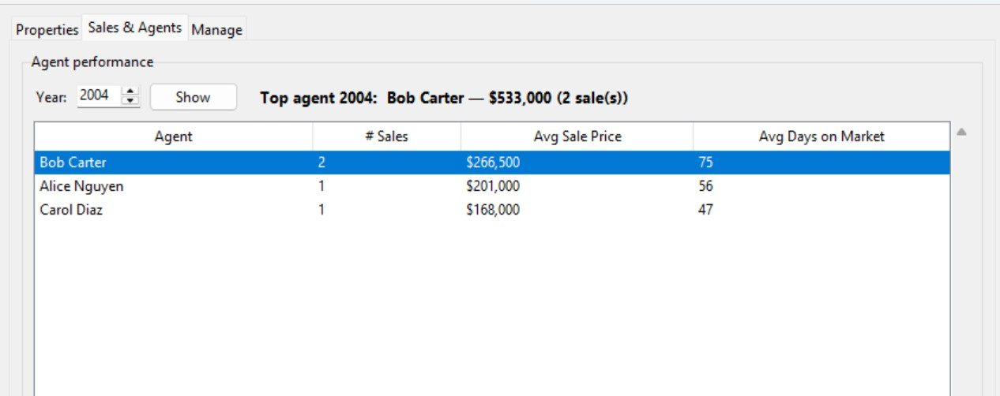 Properties Sales & Agents Manage
Agent performance
Year: 2004 Show Top agent 2004: Bob Carter — $533,000 (2 sale(s))
Agent # Sales Avg Sale Price Avg Days on Market
Bob Carter 2 $266,500 75
Alice Nguyen 1 $201,000 56
Carol Diaz 1 $168,000 47